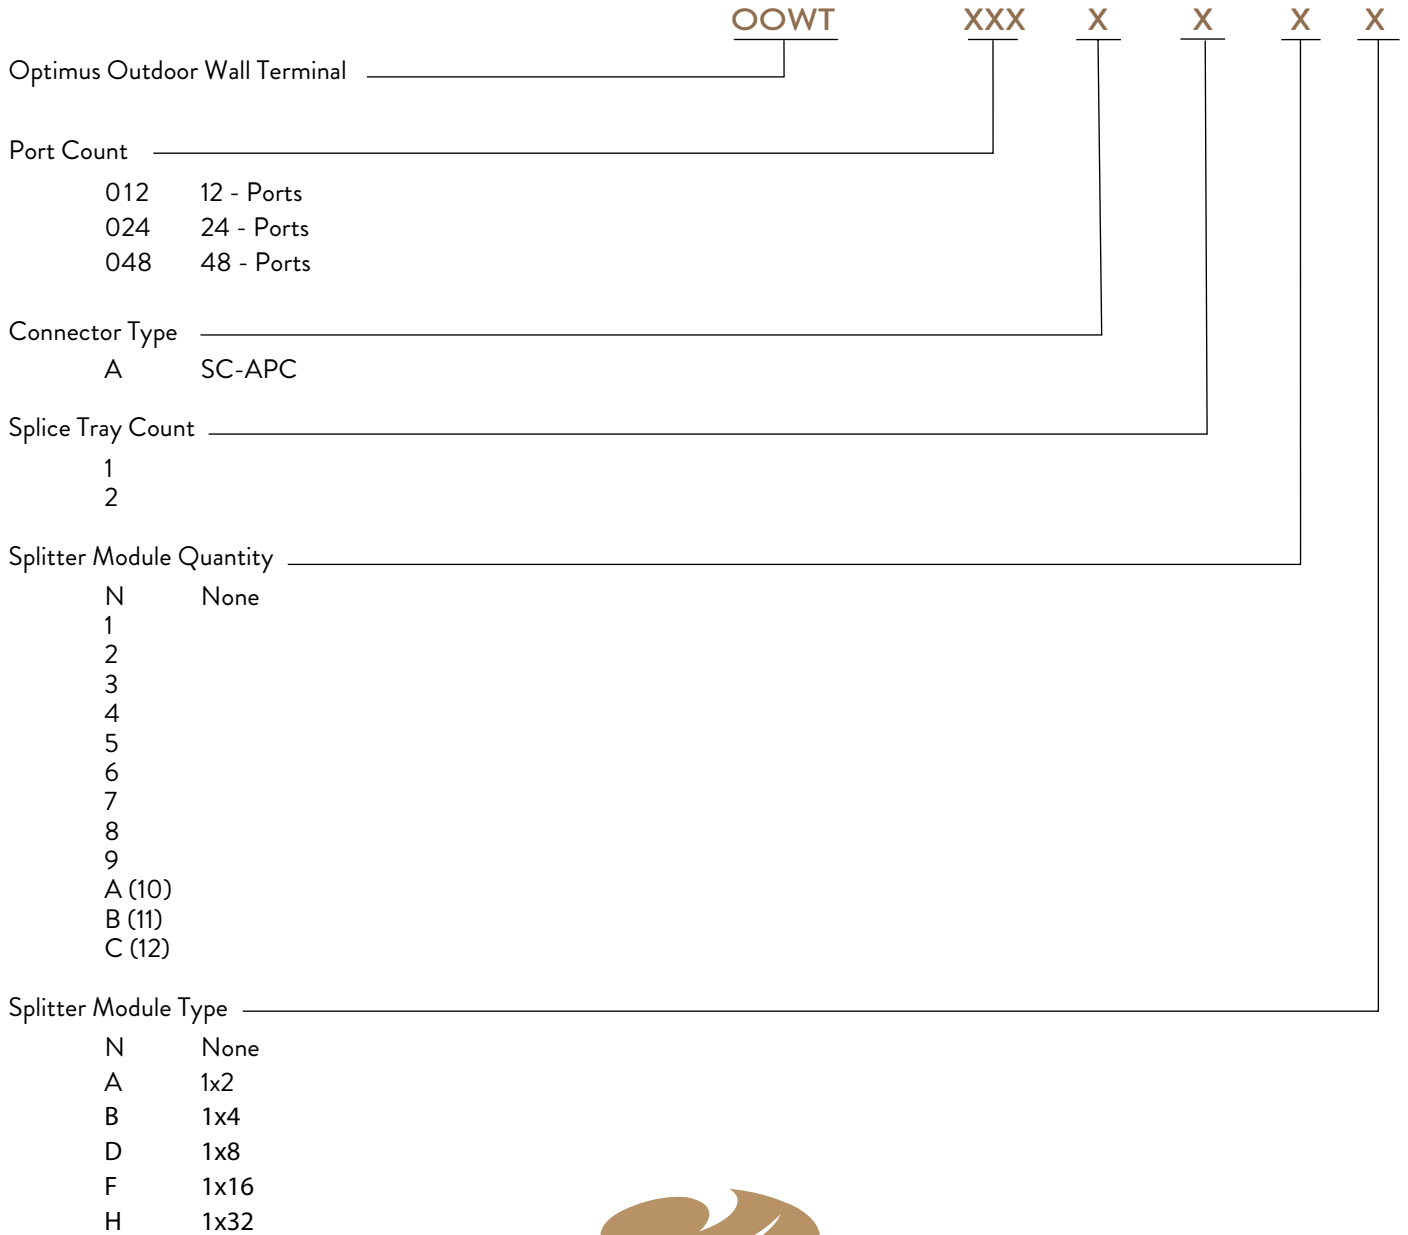 OOWT XXX X X X X
Optimus Outdoor Wall Terminal
Port Count
012 12 - Ports
024 24 - Ports
048 48 - Ports
Connector Type
A SC-APC
Splice Tray Count
1
2
Splitter Module Quantity
N None
1
2
3
4
5
6
7
8
9
A (10)
B (11)
C (12)
Splitter Module Type
N None
A 1x2
B 1x4
D 1x8
F 1x16
H 1x32